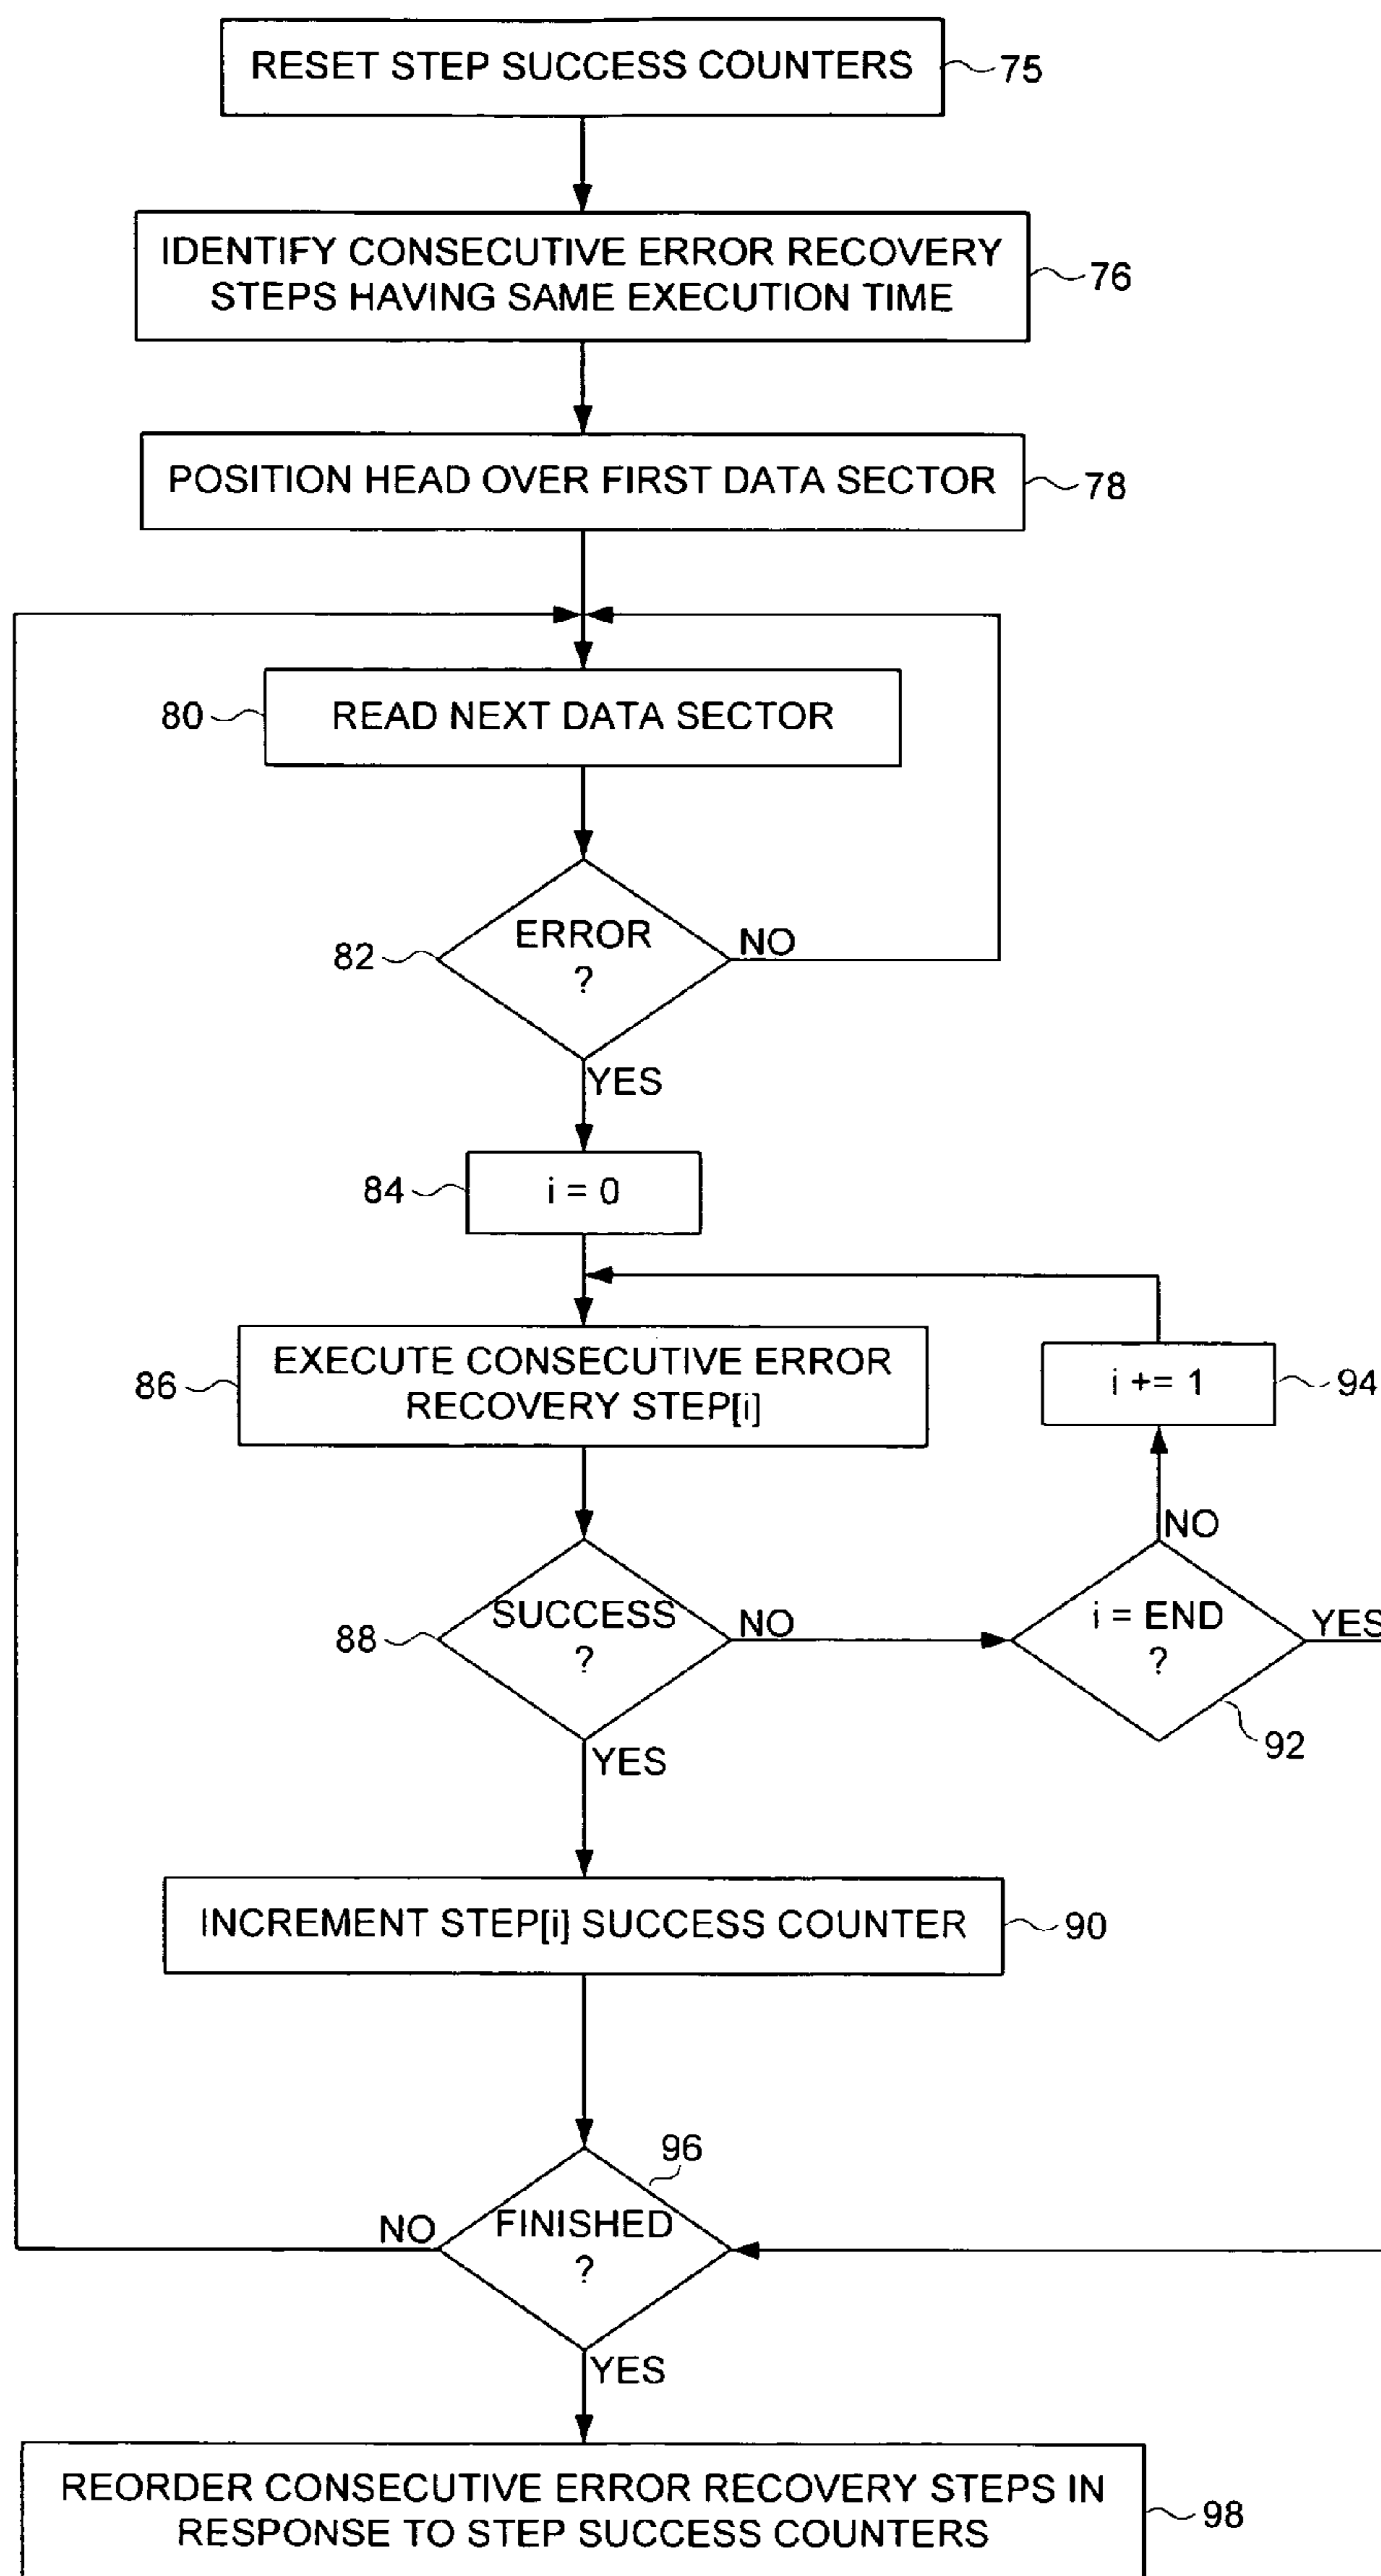 RESET STEP SUCCESS COUNTERS
75
IDENTIFY CONSECUTIVE ERROR RECOVERY
STEPS HAVING SAME EXECUTION TIME
76
POSITION HEAD OVER FIRST DATA SECTOR
78
80
READ NEXT DATA SECTOR
82
ERROR
?
NO
YES
84
i = 0
86
EXECUTE CONSECUTIVE ERROR
RECOVERY STEP[i]
i += 1
94
NO
88
SUCCESS
?
NO
i = END
?
YES
92
YES
INCREMENT STEP[i] SUCCESS COUNTER
90
96
NO
FINISHED
?
YES
REORDER CONSECUTIVE ERROR RECOVERY STEPS IN
RESPONSE TO STEP SUCCESS COUNTERS
98